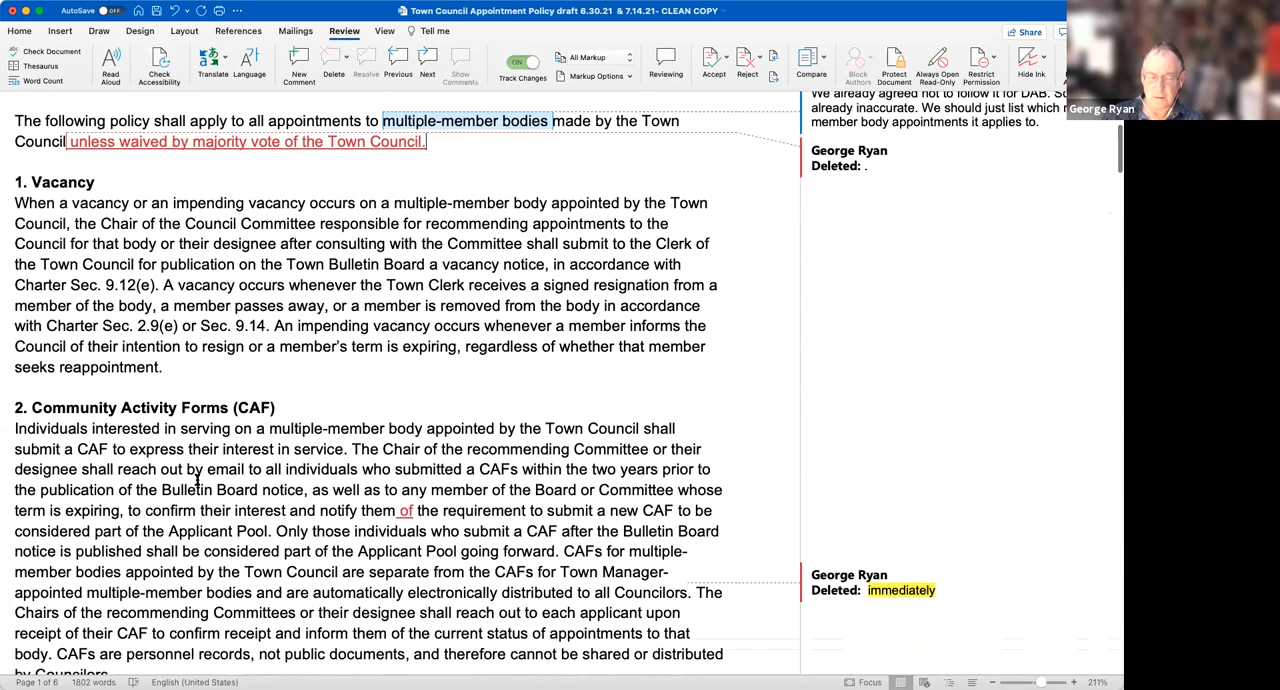 AutoSave OFF
Town Council Appointment Policy draft 6.30.21 & 7.14.21- CLEAN COPY
Home Insert Draw Design Layout References Mailings Review View Tell me
Share
Check Document
Thesaurus
Word Count
Read Aloud
Check Accessibility
Translate
Language
New Comment
Delete
Resolve
Previous
Next
Show Comments
ON
Track Changes
All Markup
Markup Options
Reviewing
Accept
Reject
Compare
Block Authors
Protect Document
Always Open Read-Only
Restrict Permission
Hide Ink
George Ryan
The following policy shall apply to all appointments to multiple-member bodies made by the Town
Council unless waived by majority vote of the Town Council.
1. Vacancy
When a vacancy or an impending vacancy occurs on a multiple-member body appointed by the Town
Council, the Chair of the Council Committee responsible for recommending appointments to the
Council for that body or their designee after consulting with the Committee shall submit to the Clerk of
the Town Council for publication on the Town Bulletin Board a vacancy notice, in accordance with
Charter Sec. 9.12(e). A vacancy occurs whenever the Town Clerk receives a signed resignation from a
member of the body, a member passes away, or a member is removed from the body in accordance
with Charter Sec. 2.9(e) or Sec. 9.14. An impending vacancy occurs whenever a member informs the
Council of their intention to resign or a member's term is expiring, regardless of whether that member
seeks reappointment.
2. Community Activity Forms (CAF)
Individuals interested in serving on a multiple-member body appointed by the Town Council shall
submit a CAF to express their interest in service. The Chair of the recommending Committee or their
designee shall reach out by email to all individuals who submitted a CAFs within the two years prior to
the publication of the Bulletin Board notice, as well as to any member of the Board or Committee whose
term is expiring, to confirm their interest and notify them of the requirement to submit a new CAF to be
considered part of the Applicant Pool. Only those individuals who submit a CAF after the Bulletin Board
notice is published shall be considered part of the Applicant Pool going forward. CAFs for multiple-
member bodies appointed by the Town Council are separate from the CAFs for Town Manager-
appointed multiple-member bodies and are automatically electronically distributed to all Councilors. The
Chairs of the recommending Committees or their designee shall reach out to each applicant upon
receipt of their CAF to confirm receipt and inform them of the current status of appointments to that
body. CAFs are personnel records, not public documents, and therefore cannot be shared or distributed
by Councilors.
We already agreed not to follow it for DAB.
already inaccurate. We should just list which
member body appointments it applies to.
George Ryan
Deleted: .
George Ryan
Deleted: immediately
Page 1 of 6 1802 words English (United States) Focus 211%